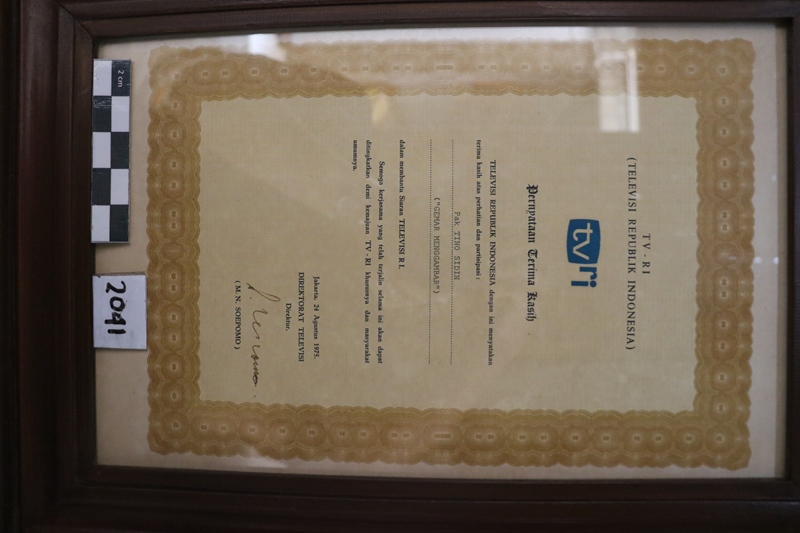 TV-RI
(TELEVISI REPUBLIK INDONESIA)
tvri
Pernyataan Terima Kasih
TELEVISI REPUBLIK INDONESIA dengan ini menyatakan
terima kasih atas perhatian dan partisipasi :
Pak TINO SIDIN
("GEMAR MENGGAMBAR")
dalam membantu Siaran TELEVISI R.I.
Semoga kerjasama yang telah terjalin selama ini akan dapat
ditingkatkan demi kemajuan TV-RI khususnya dan masyarakat
umumnya.
Jakarta, 24 Agustus 1975.
DIREKTORAT TELEVISI
Direktur,
(M.N. SOEPOMO)
2 cm
2041